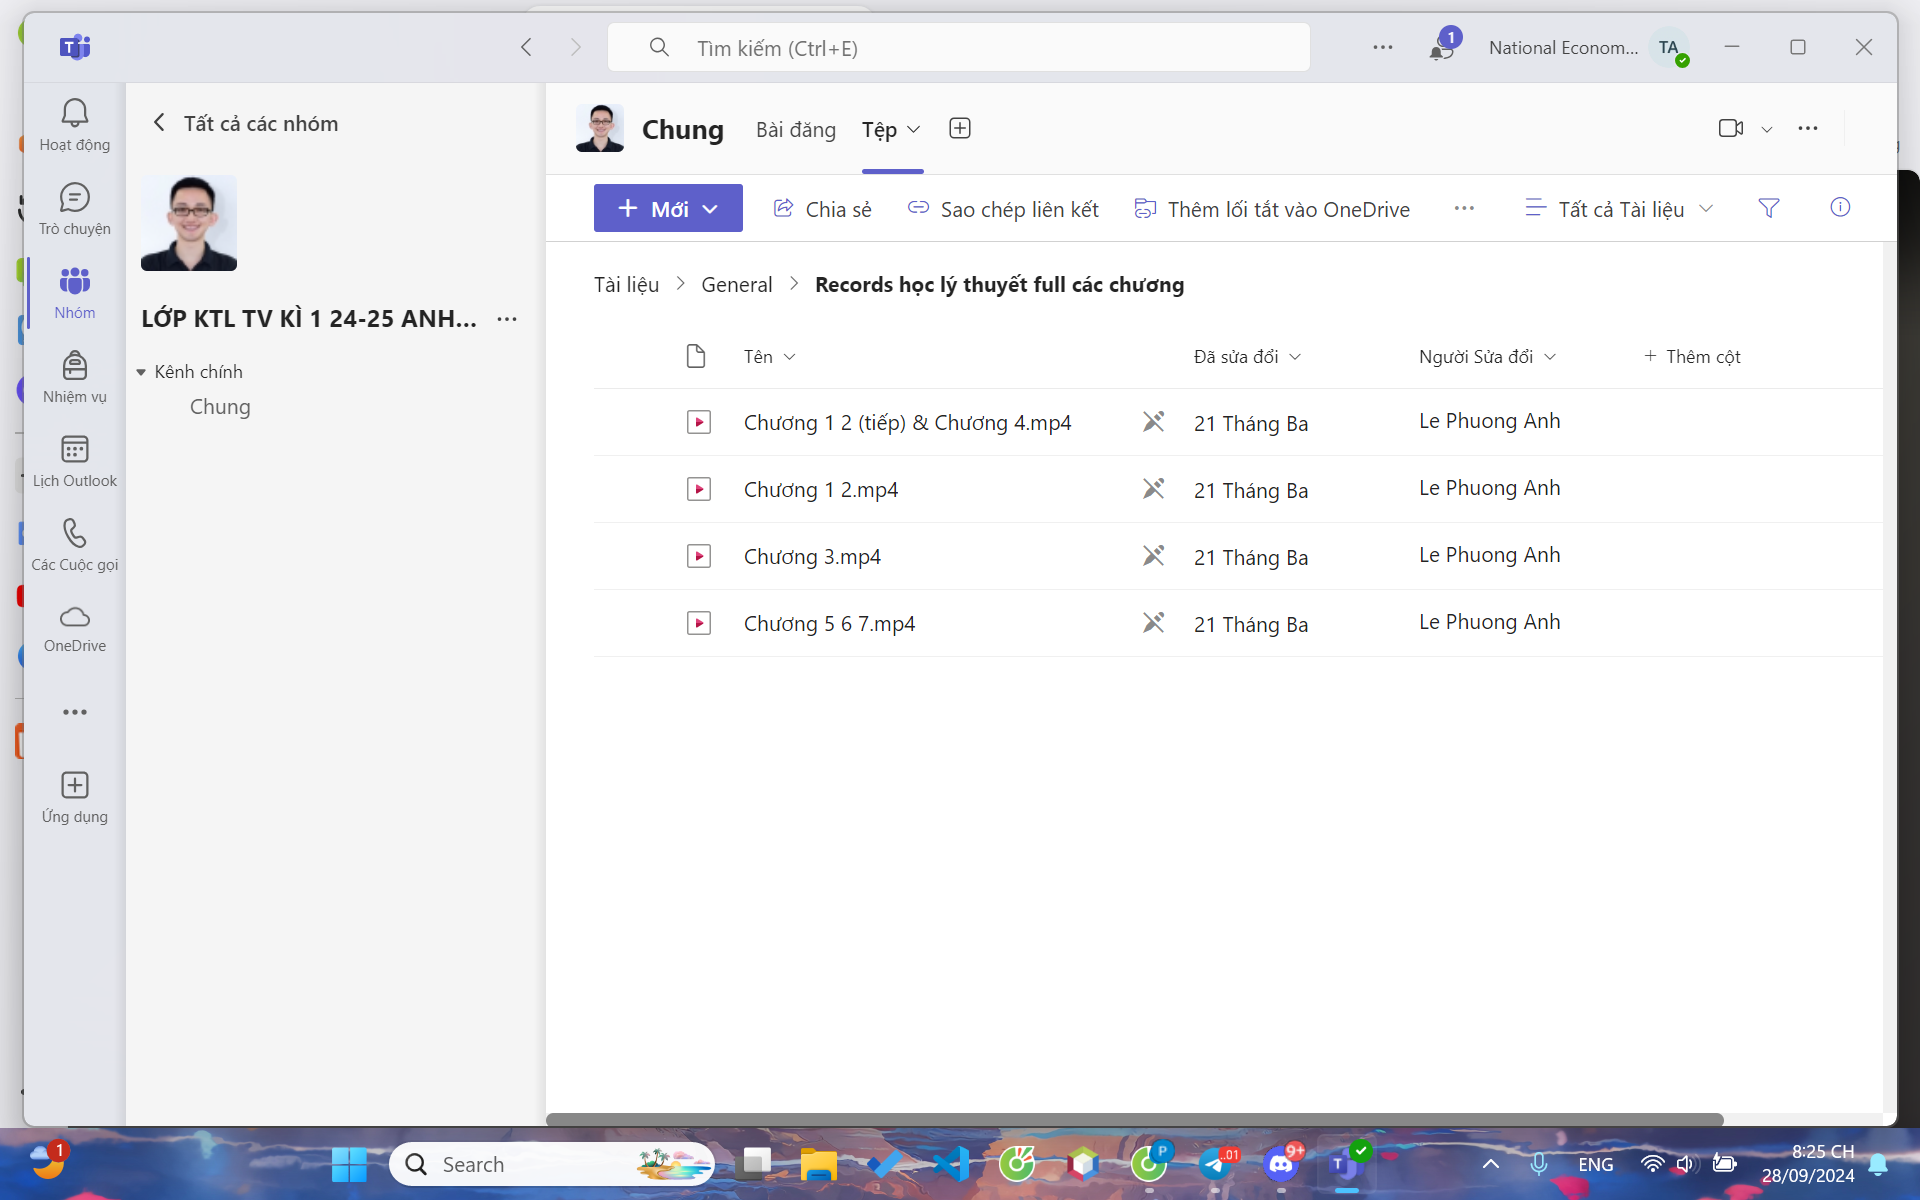 Tìm kiếm (Ctrl+E)
1
National Econom...
TA
Hoạt động
Trò chuyện
Nhóm
Nhiệm vụ
Lịch Outlook
Các Cuộc gọi
OneDrive
Ứng dụng
Tất cả các nhóm
LỚP KTL TV KÌ 1 24-25 ANH...
Kênh chính
Chung
Chung
Bài đăng
Tệp
Mới
Chia sẻ
Sao chép liên kết
Thêm lối tắt vào OneDrive
Tất cả Tài liệu
Tài liệu > General > Records học lý thuyết full các chương
Tên
Đã sửa đổi
Người Sửa đổi
+ Thêm cột
Chương 1 2 (tiếp) & Chương 4.mp4 21 Tháng Ba Le Phuong Anh
Chương 1 2.mp4 21 Tháng Ba Le Phuong Anh
Chương 3.mp4 21 Tháng Ba Le Phuong Anh
Chương 5 6 7.mp4 21 Tháng Ba Le Phuong Anh
1
Search
P
..01
9+
T
ENG
8:25 CH
28/09/2024